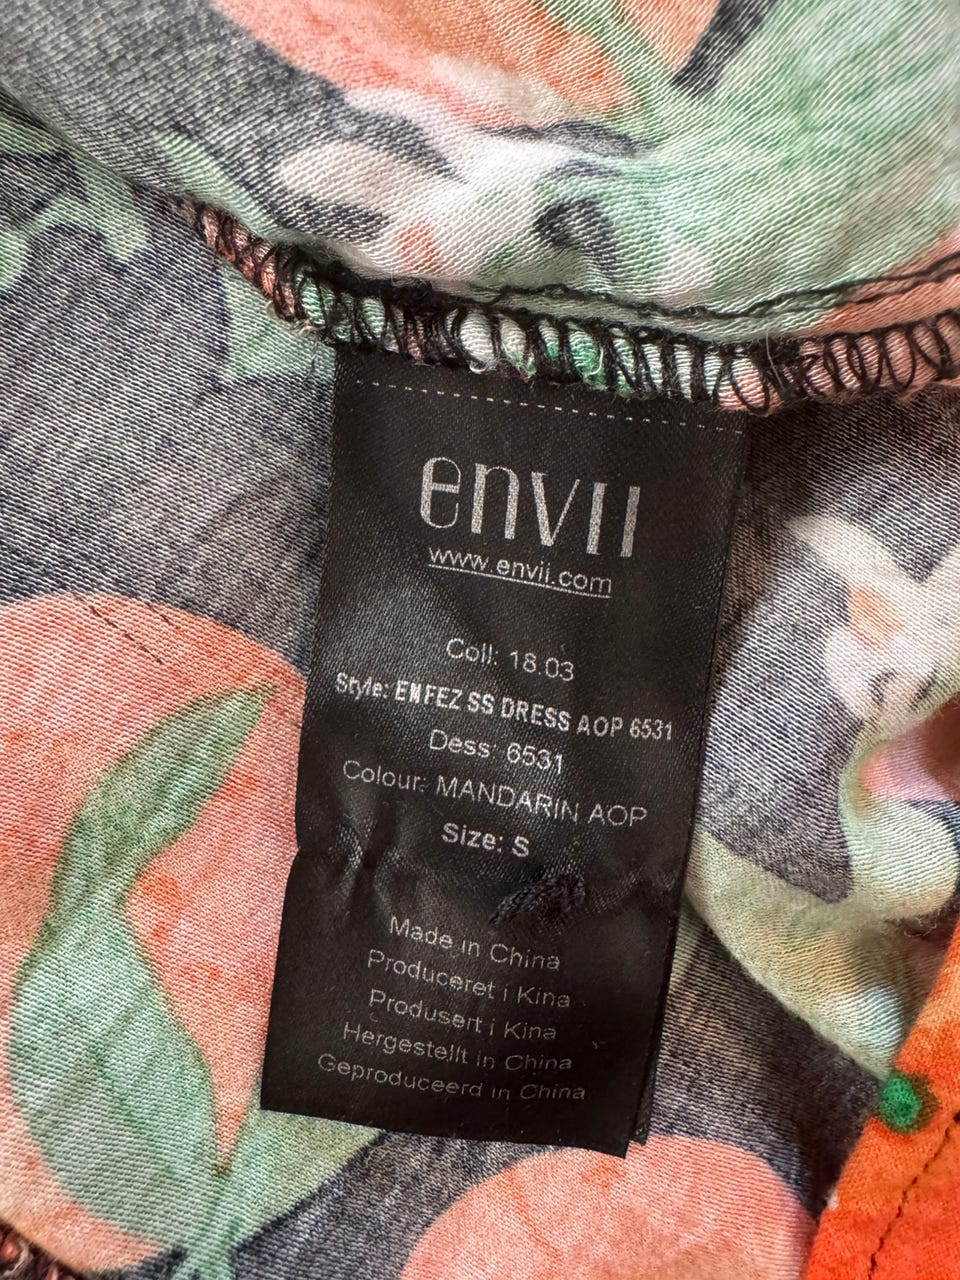 envii
www.envii.com
Coll: 18.03
Style: ENFEZ SS DRESS AOP 6531
Dess: 6531
Colour: MANDARIN AOP
Size: S
Made in China
Produceret i Kina
Produsert i Kina
Hergestellt in China
Geproduceerd in China